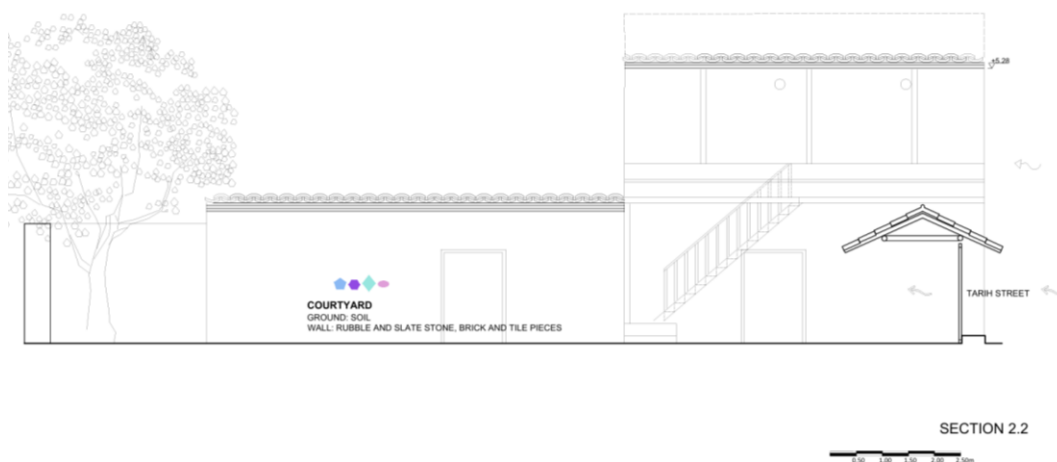 +5.28
COURTYARD
GROUND: SOIL
WALL: RUBBLE AND SLATE STONE, BRICK AND TILE PIECES
TARIH STREET
SECTION 2.2
0.50 1.00 1.50 2.00 2.50m